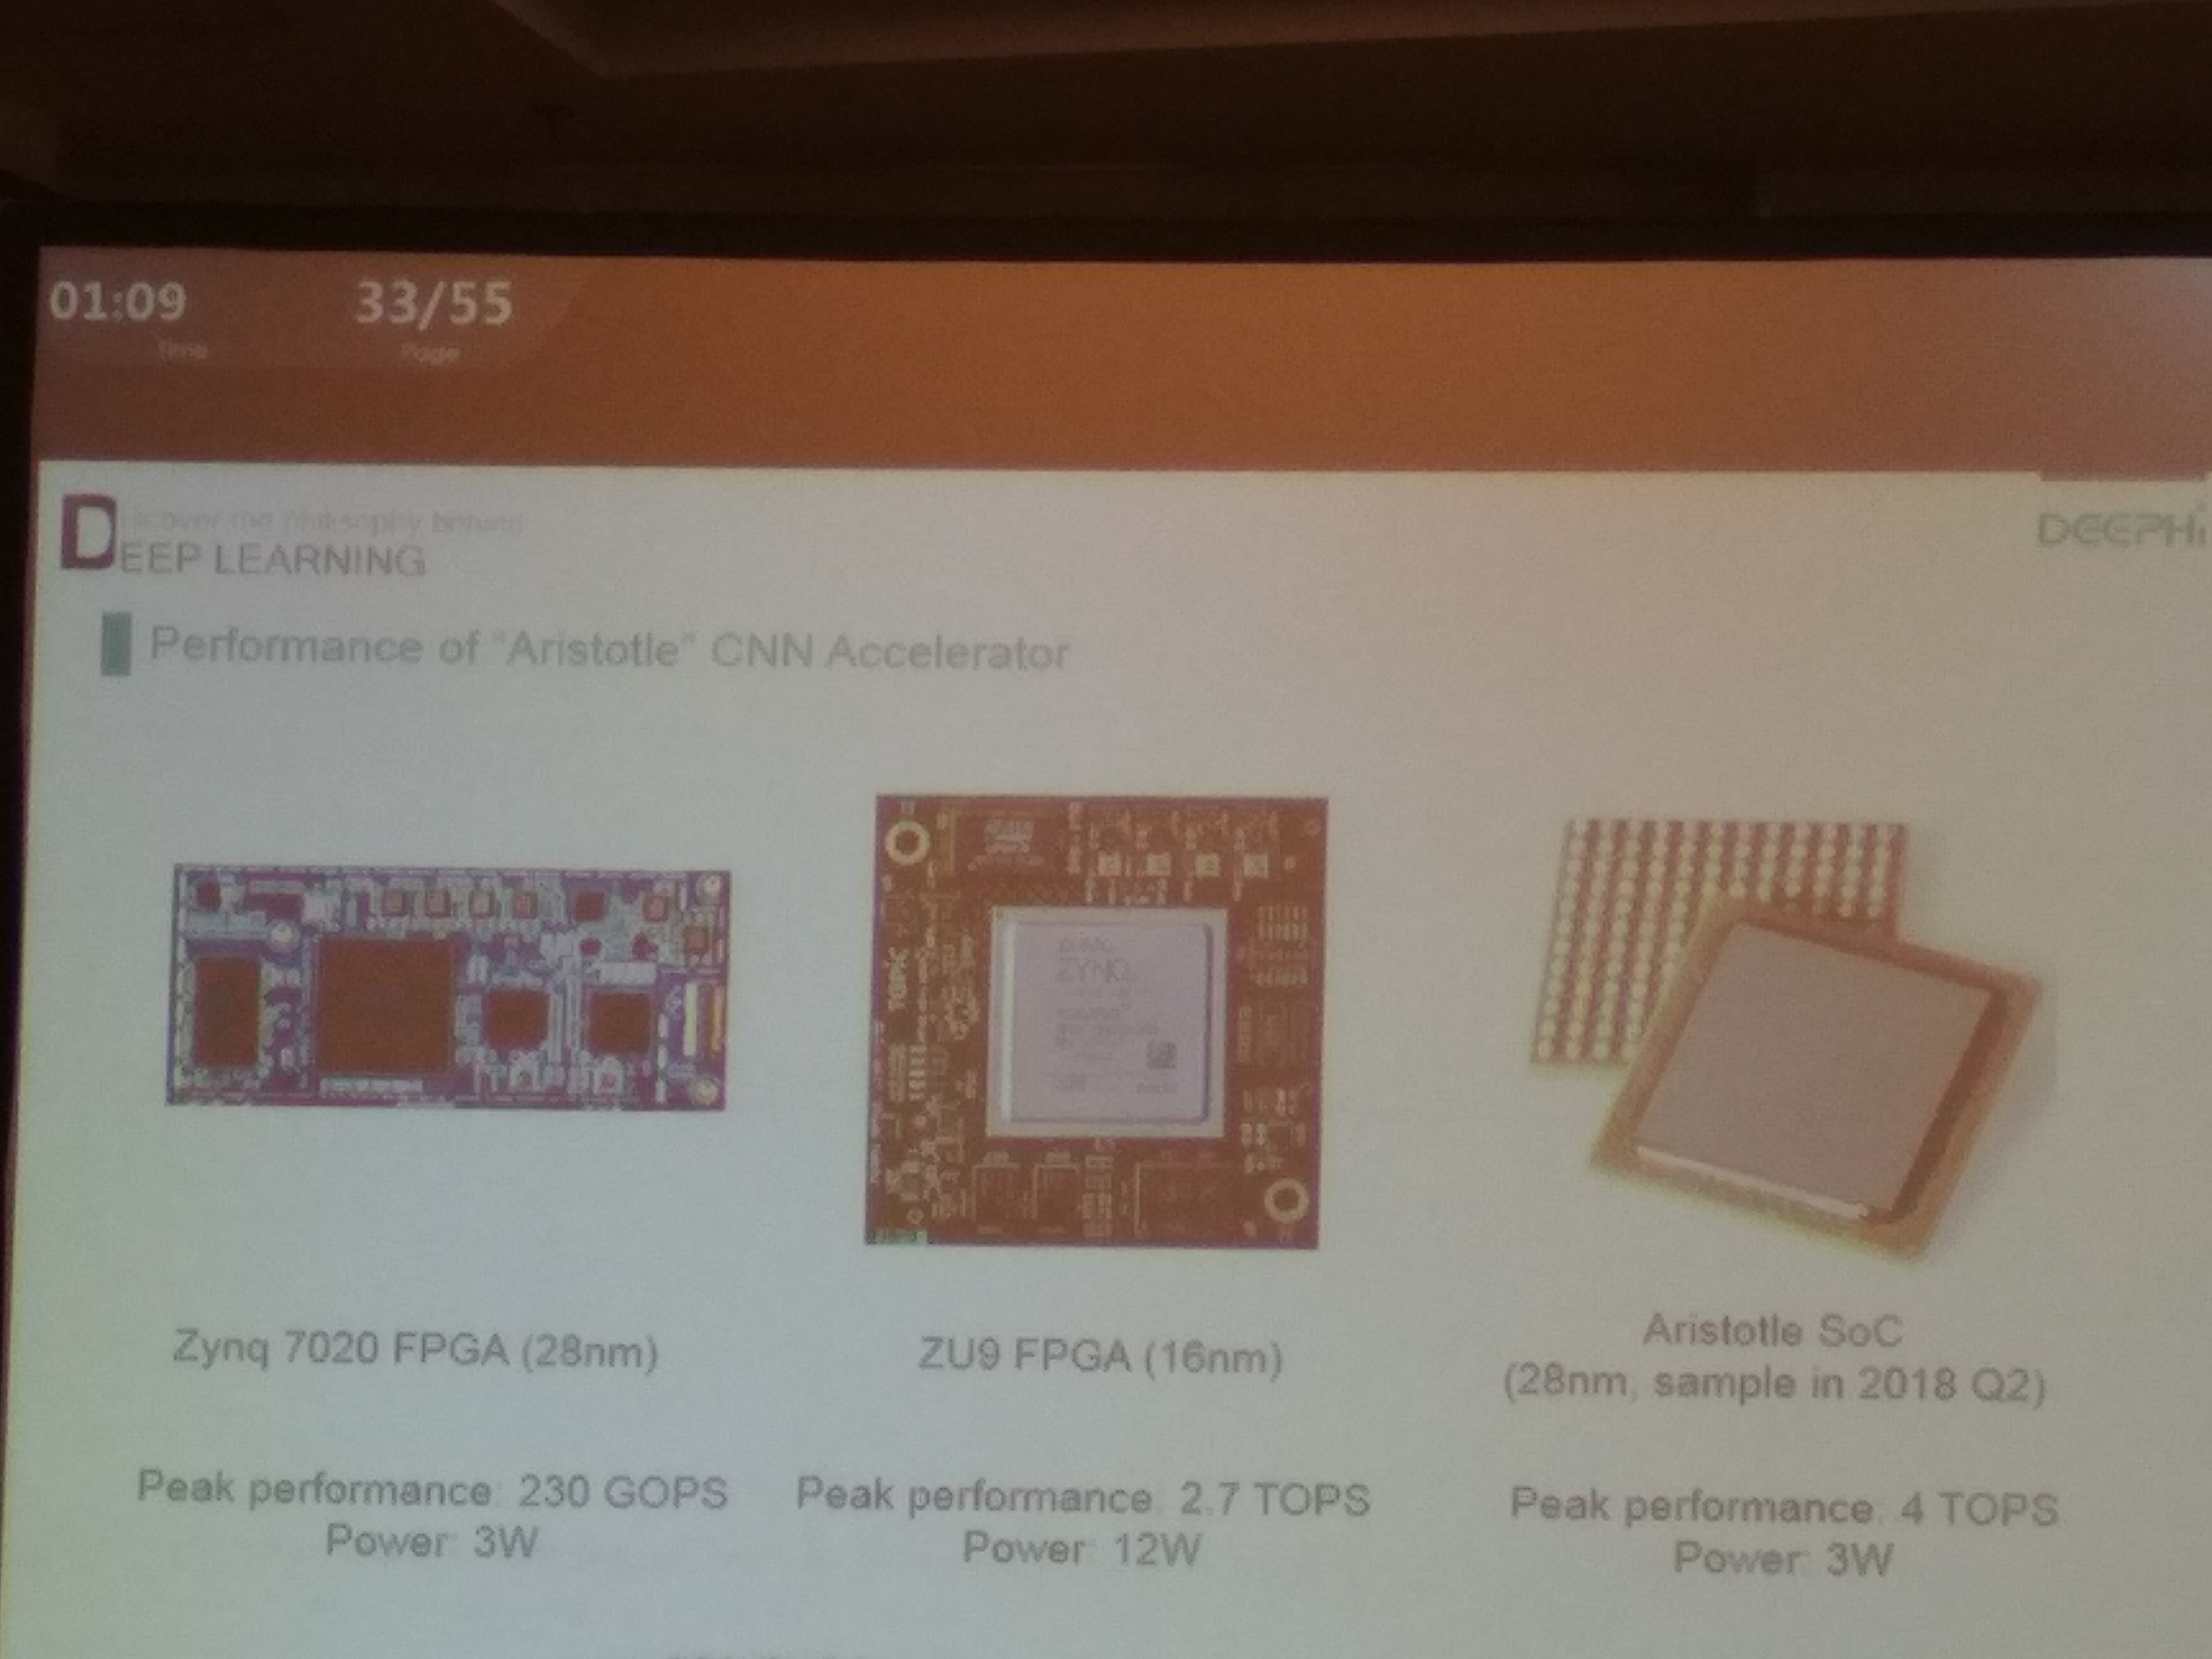 01:09 33/55
Time Page
Discover the philosophy behind
DEEP LEARNING
DEEPHi
Performance of "Aristotle" CNN Accelerator
TOPIC
ZYNQ
Zynq 7020 FPGA (28nm)
ZU9 FPGA (16nm)
Aristotle SoC
(28nm, sample in 2018 Q2)
Peak performance: 230 GOPS
Power: 3W
Peak performance: 2.7 TOPS
Power: 12W
Peak performance: 4 TOPS
Power: 3W